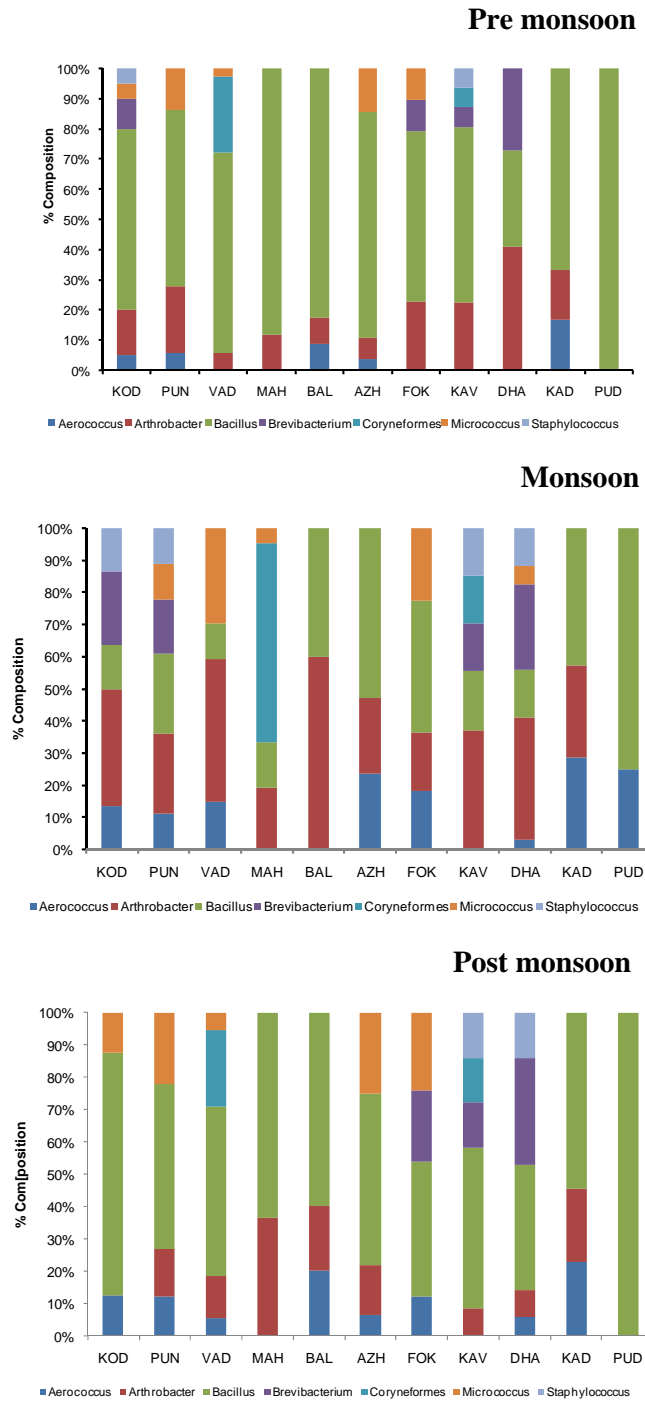 Pre monsoon
100%
90%
80%
70%
60%
50%
40%
30%
20%
10%
0%
% Composition
KOD PUN VAD MAH BAL AZH FOK KAV DHA KAD PUD
Aerococcus Arthrobacter Bacillus Brevibacterium Coryneformes Micrococcus Staphylococcus
Monsoon
100%
90%
80%
70%
60%
50%
40%
30%
20%
10%
0%
% Composition
KOD PUN VAD MAH BAL AZH FOK KAV DHA KAD PUD
Aerococcus Arthrobacter Bacillus Brevibacterium Coryneformes Micrococcus Staphylococcus
Post monsoon
100%
90%
80%
70%
60%
50%
40%
30%
20%
10%
0%
% Com[position
KOD PUN VAD MAH BAL AZH FOK KAV DHA KAD PUD
Aerococcus Arthrobacter Bacillus Brevibacterium Coryneformes Micrococcus Staphylococcus